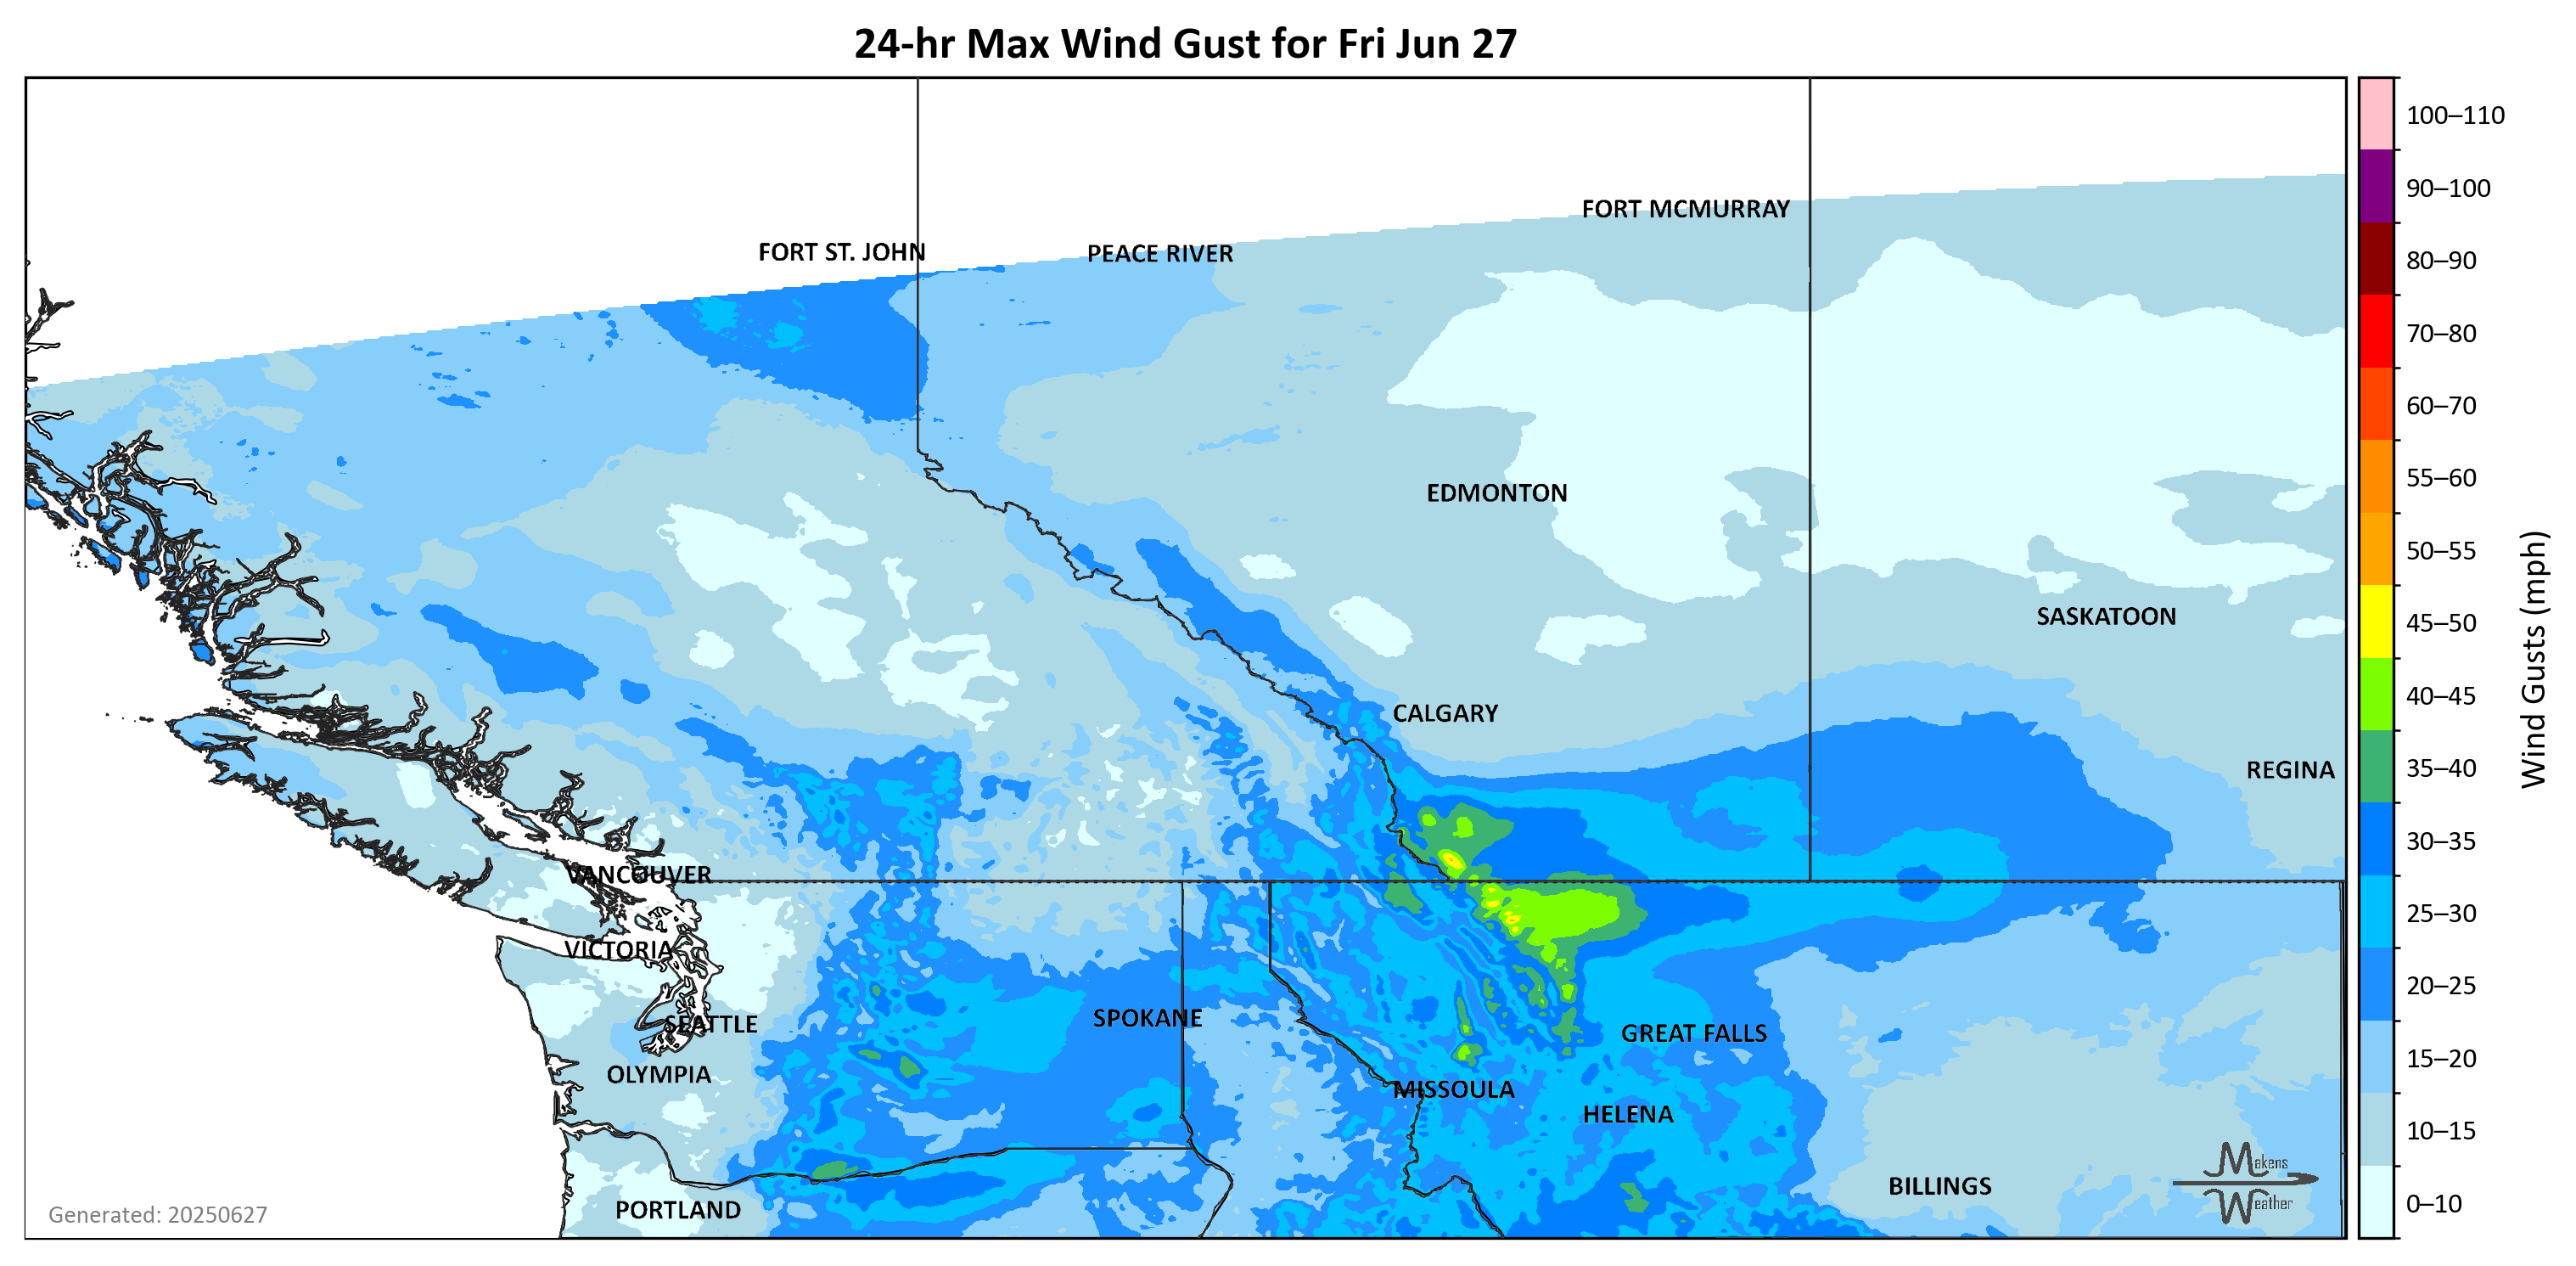 24-hr Max Wind Gust for Fri Jun 27
100–110
90–100
80–90
70–80
60–70
55–60
50–55
45–50
40–45
35–40
30–35
25–30
20–25
15–20
10–15
0–10
Wind Gusts (mph)
FORT MCMURRAY
FORT ST. JOHN
PEACE RIVER
EDMONTON
SASKATOON
CALGARY
REGINA
VANCOUVER
VICTORIA
SEATTLE
SPOKANE
GREAT FALLS
OLYMPIA
MISSOULA
HELENA
BILLINGS
PORTLAND
Makens
Weather
Generated: 20250627